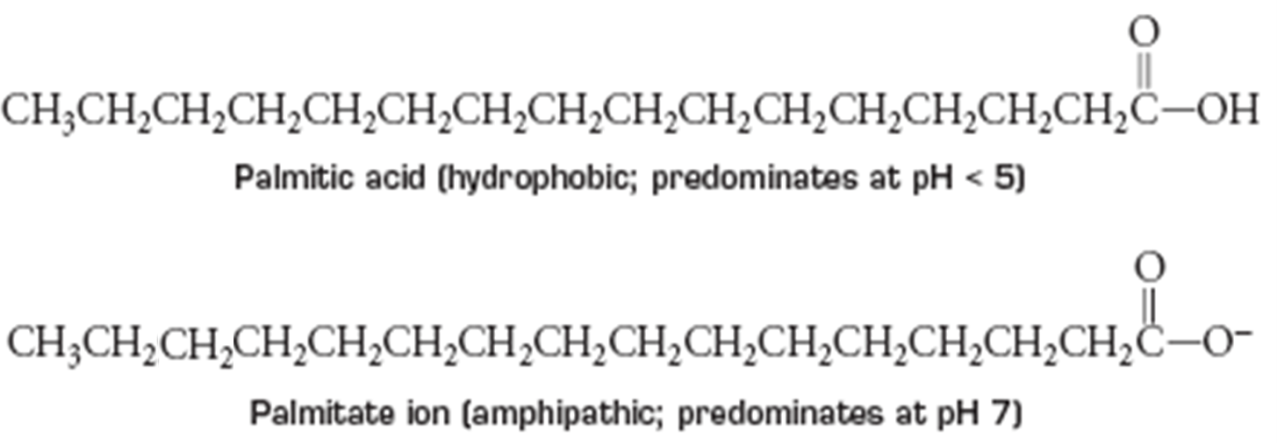 O
CH₃CH₂CH₂CH₂CH₂CH₂CH₂CH₂CH₂CH₂CH₂CH₂CH₂CH₂CH₂C—OH
Palmitic acid (hydrophobic; predominates at pH < 5)
O
CH₃CH₂CH₂CH₂CH₂CH₂CH₂CH₂CH₂CH₂CH₂CH₂CH₂CH₂CH₂C—O⁻
Palmitate ion (amphipathic; predominates at pH 7)